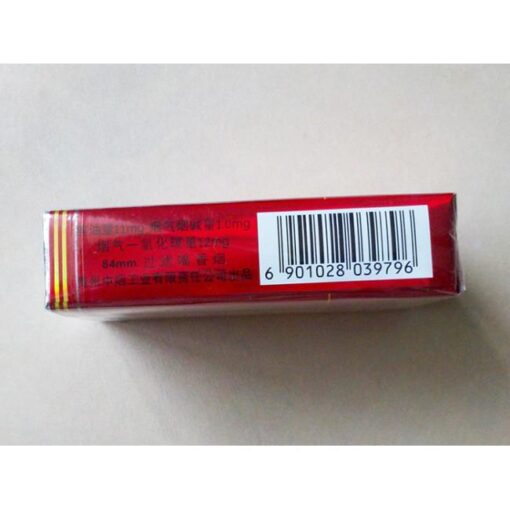 焦油量11mg 烟气烟碱量1.0mg
烟气一氧化碳量12mg
84mm 过滤嘴香烟
中烟工业有限责任公司出品
6 901028 039796